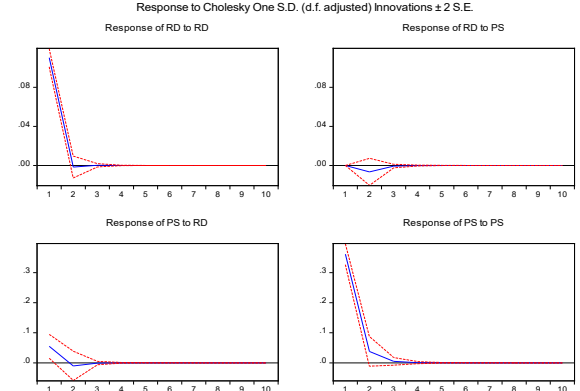 Response to Cholesky One S.D. (d.f. adjusted) Innovations ± 2 S.E.
Response of RD to RD
.08
.04
.00
1 2 3 4 5 6 7 8 9 10
Response of RD to PS
.08
.04
.00
1 2 3 4 5 6 7 8 9 10
Response of PS to RD
.3
.2
.1
.0
1 2 3 4 5 6 7 8 9 10
Response of PS to PS
.3
.2
.1
.0
1 2 3 4 5 6 7 8 9 10